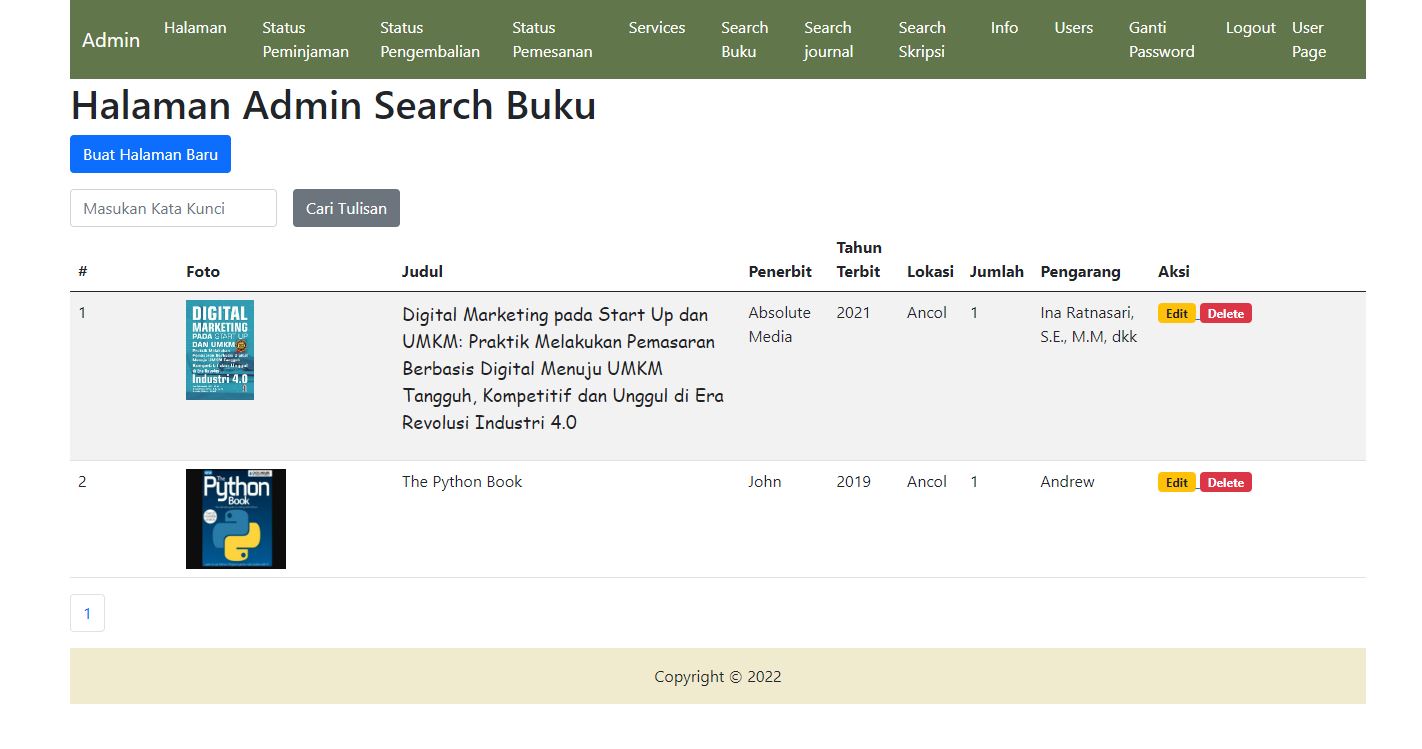 Admin
Halaman
Status
Peminjaman
Status
Pengembalian
Status
Pemesanan
Services
Search
Buku
Search
journal
Search
Skripsi
Info
Users
Ganti
Password
Logout
User
Page
Halaman Admin Search Buku
Buat Halaman Baru
Masukan Kata Kunci
Cari Tulisan
# Foto Judul Penerbit Tahun Terbit Lokasi Jumlah Pengarang Aksi
1
DIGITAL
MARKETING
PADA START UP
DAN UMKM
Industri 4.0
Digital Marketing pada Start Up dan
UMKM: Praktik Melakukan Pemasaran
Berbasis Digital Menuju UMKM
Tangguh, Kompetitif dan Unggul di Era
Revolusi Industri 4.0
Absolute
Media
2021
Ancol
1
Ina Ratnasari,
S.E., M.M, dkk
Edit Delete
2
The
Python
Book
The Python Book
John
2019
Ancol
1
Andrew
Edit Delete
1
Copyright © 2022